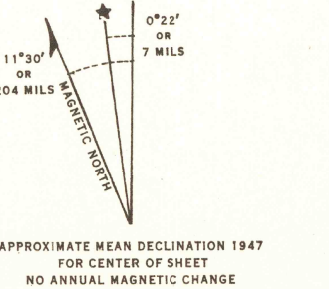 0°22'
OR
7 MILS
11°30'
OR
204 MILS
MAGNETIC NORTH
APPROXIMATE MEAN DECLINATION 1947
FOR CENTER OF SHEET
NO ANNUAL MAGNETIC CHANGE